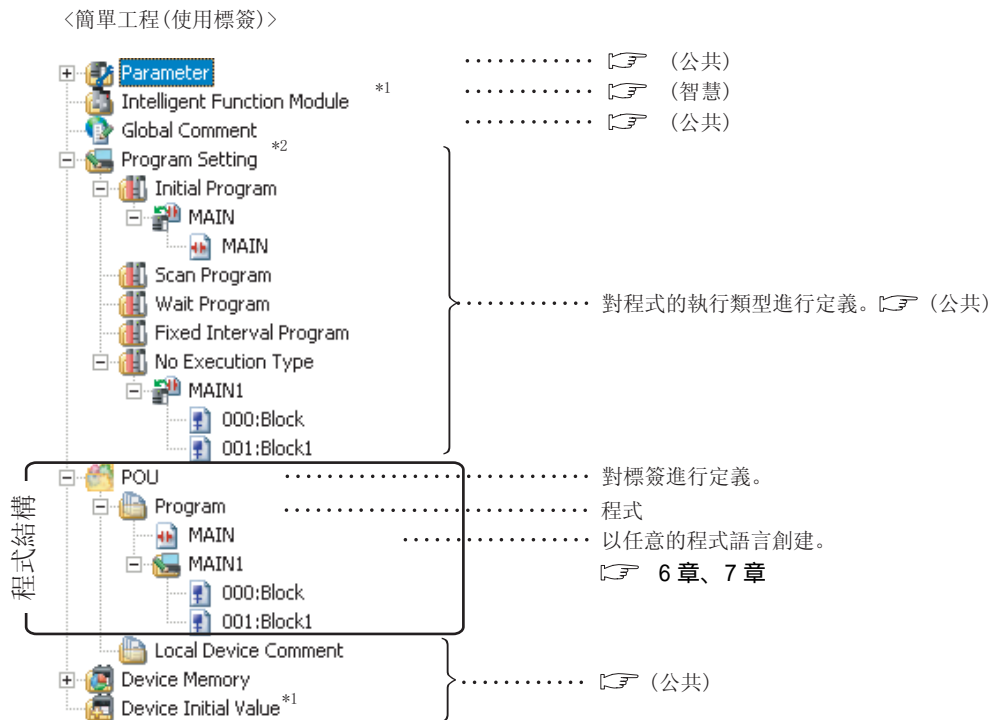 <簡單工程(使用標簽)>
Parameter ············ ☞ (公共)
Intelligent Function Module *1 ············ ☞ (智慧)
Global Comment ············ ☞ (公共)
Program Setting *2
Initial Program
MAIN
MAIN
Scan Program
Wait Program ············ 對程式的執行類型進行定義。☞ (公共)
Fixed Interval Program
No Execution Type
MAIN1
000:Block
001:Block1
程式結構
POU ···························· 對標簽進行定義。
Program ···························· 程式
MAIN ················· 以任意的程式語言創建。
MAIN1 ☞ 6 章、7 章
000:Block
001:Block1
Local Device Comment
Device Memory ··········· ☞ (公共)
Device Initial Value *1